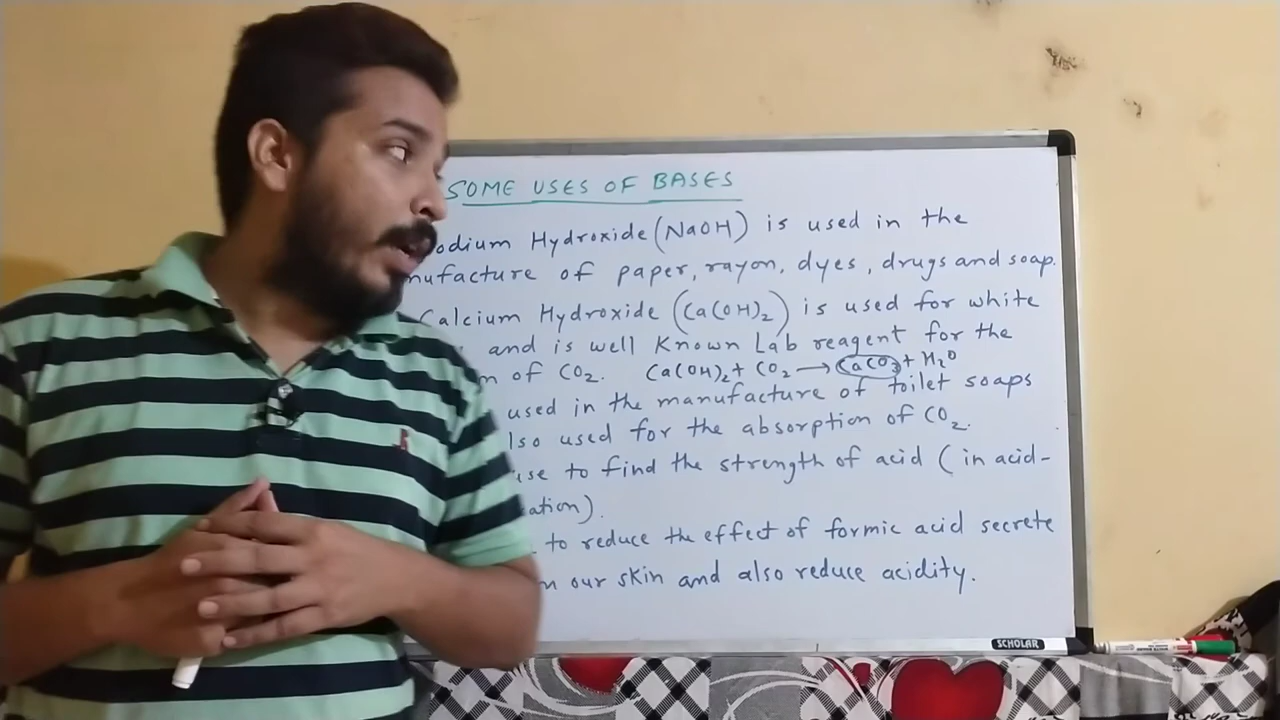 SOME USES OF BASES
odium Hydroxide (NaOH) is used in the
nufacture of paper, rayon, dyes, drugs and soap.
Calcium Hydroxide (Ca(OH)2) is used for white
and is well Known Lab reagent for the
n of CO2. Ca(OH)2 + CO2 → CaCO3 + H2O
used in the manufacture of toilet soaps
lso used for the absorption of CO2.
use to find the strength of acid (in acid-
ation).
to reduce the effect of formic acid secrete
n our skin and also reduce acidity.
SCHOLAR